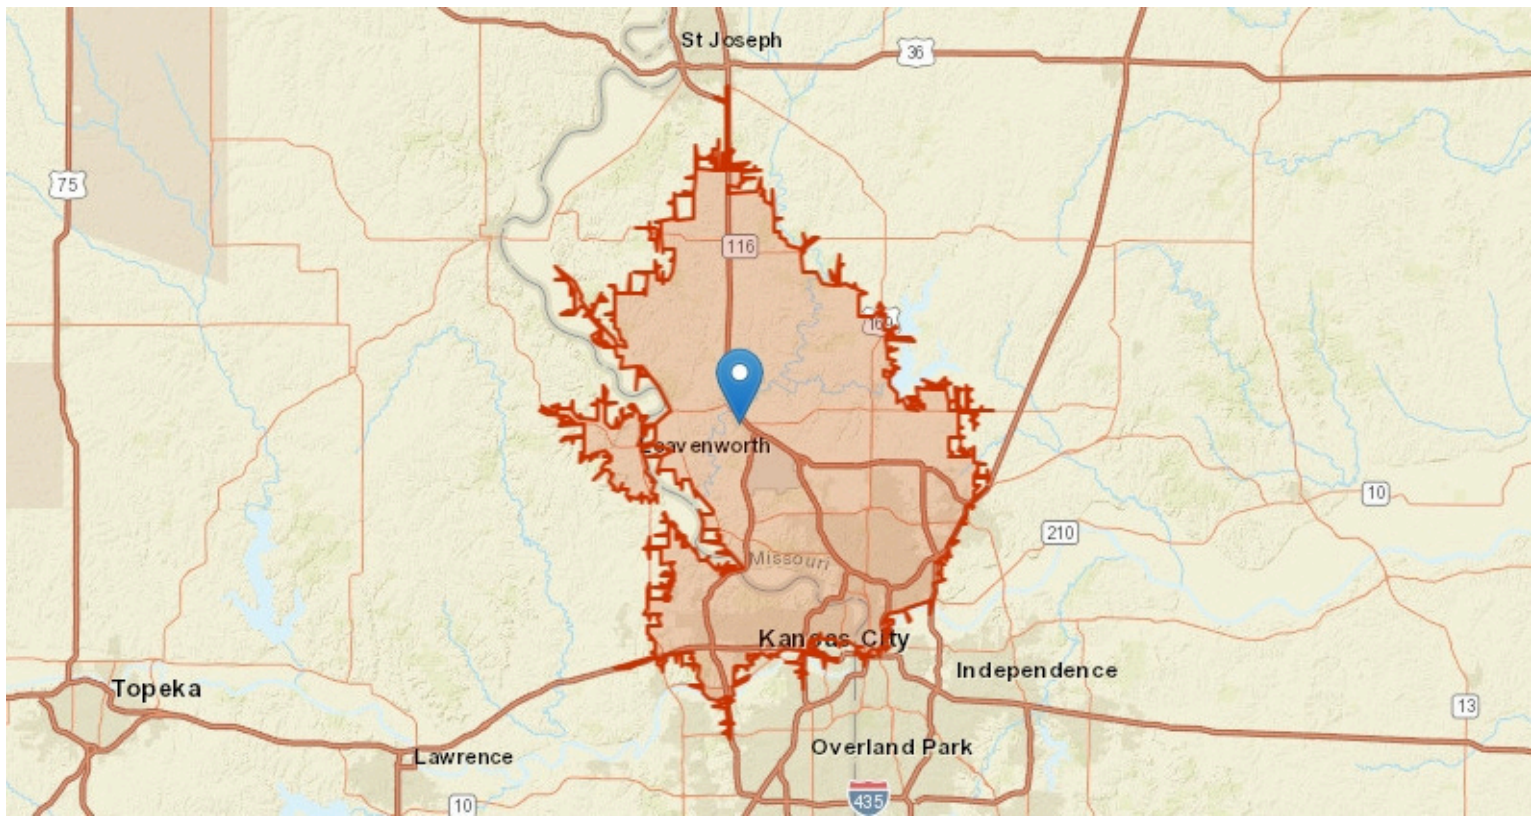 St Joseph
36
75
116
169
Leavenworth
10
210
Missouri
Kansas City
Independence
Topeka
13
Overland Park
Lawrence
435
10